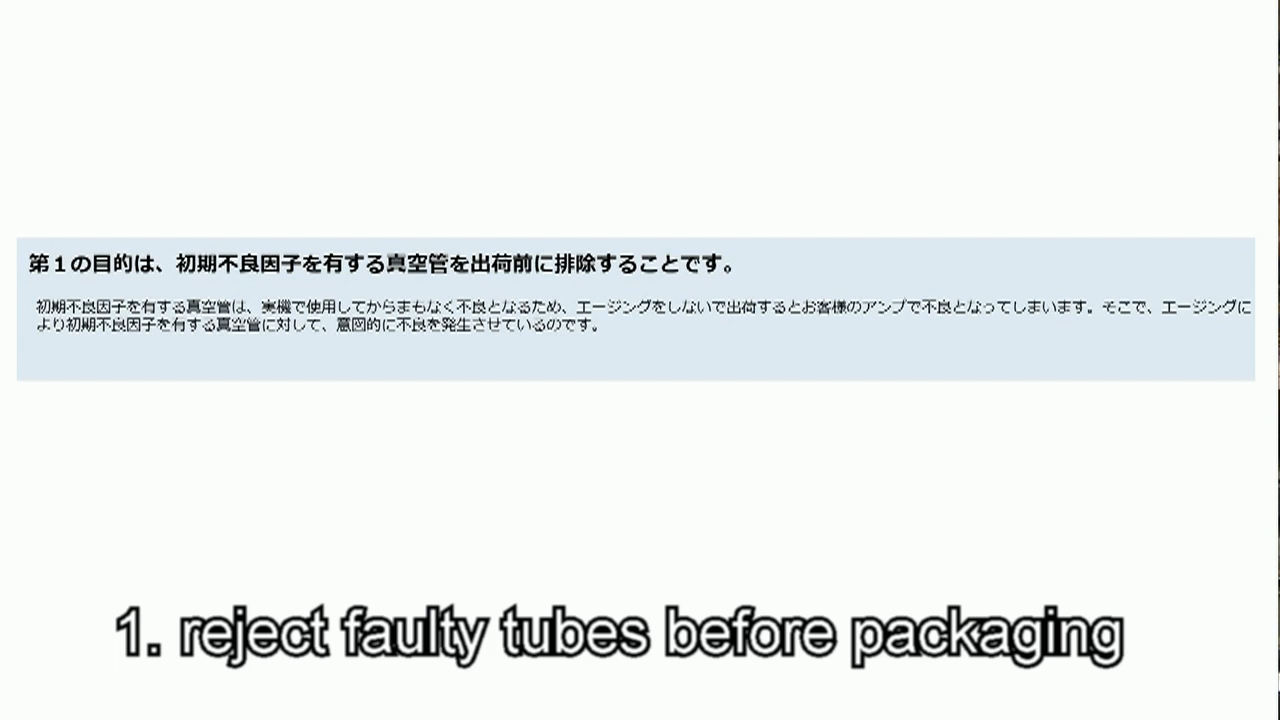 第１の目的は、初期不良因子を有する真空管を出荷前に排除することです。
初期不良因子を有する真空管は、実機で使用してからまもなく不良となるため、エージングをしないで出荷するとお客様のアンプで不良となってしまいます。そこで、エージングに
より初期不良因子を有する真空管に対して、意図的に不良を発生させているのです。
1. reject faulty tubes before packaging